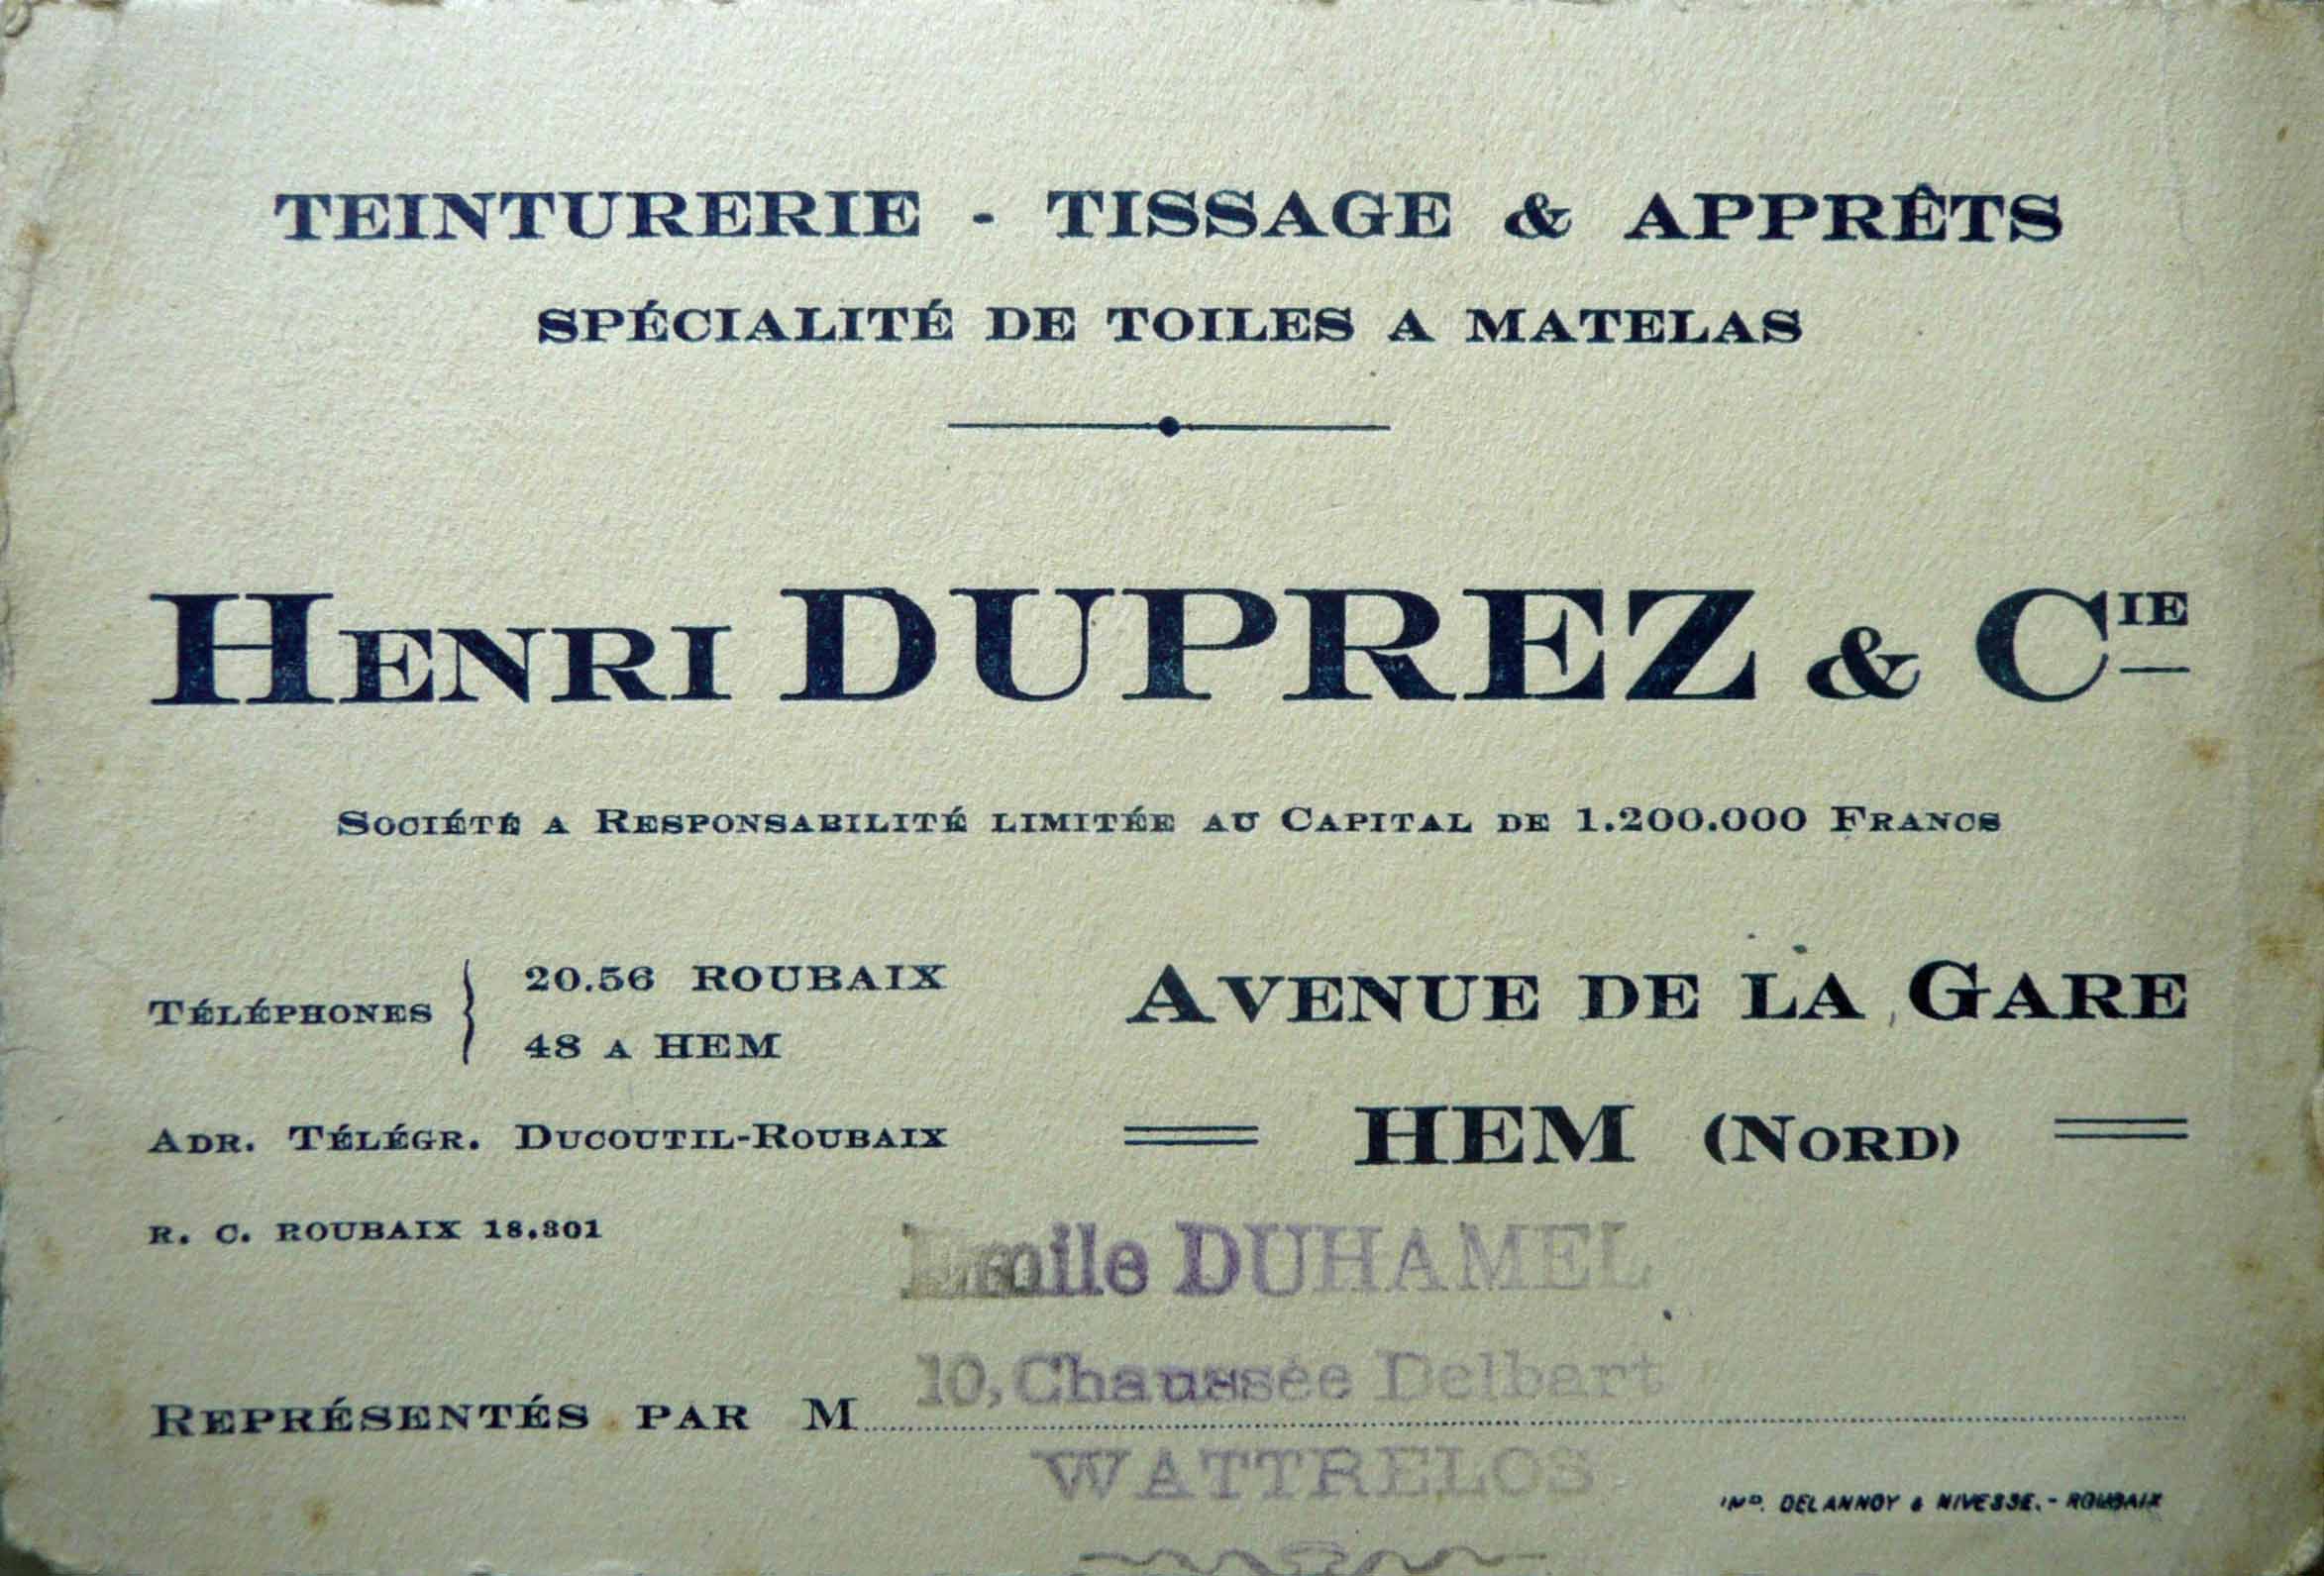 TEINTURERIE - TISSAGE & APPRÊTS
SPÉCIALITÉ DE TOILES A MATELAS
HENRI DUPREZ & CIE
SOCIÉTÉ A RESPONSABILITÉ LIMITÉE AU CAPITAL DE 1.200.000 FRANCS
TÉLÉPHONES
20.56 ROUBAIX
48 A HEM
ADR. TÉLÉGR. DUCOUTIL-ROUBAIX
R. C. ROUBAIX 18.301
AVENUE DE LA GARE
HEM (NORD)
Emile DUHAMEL
10, Chaussée Delbart
REPRÉSENTÉS PAR M
WATTRELOS
IMP. DELANNOY & NIVESSE. - ROUBAIX